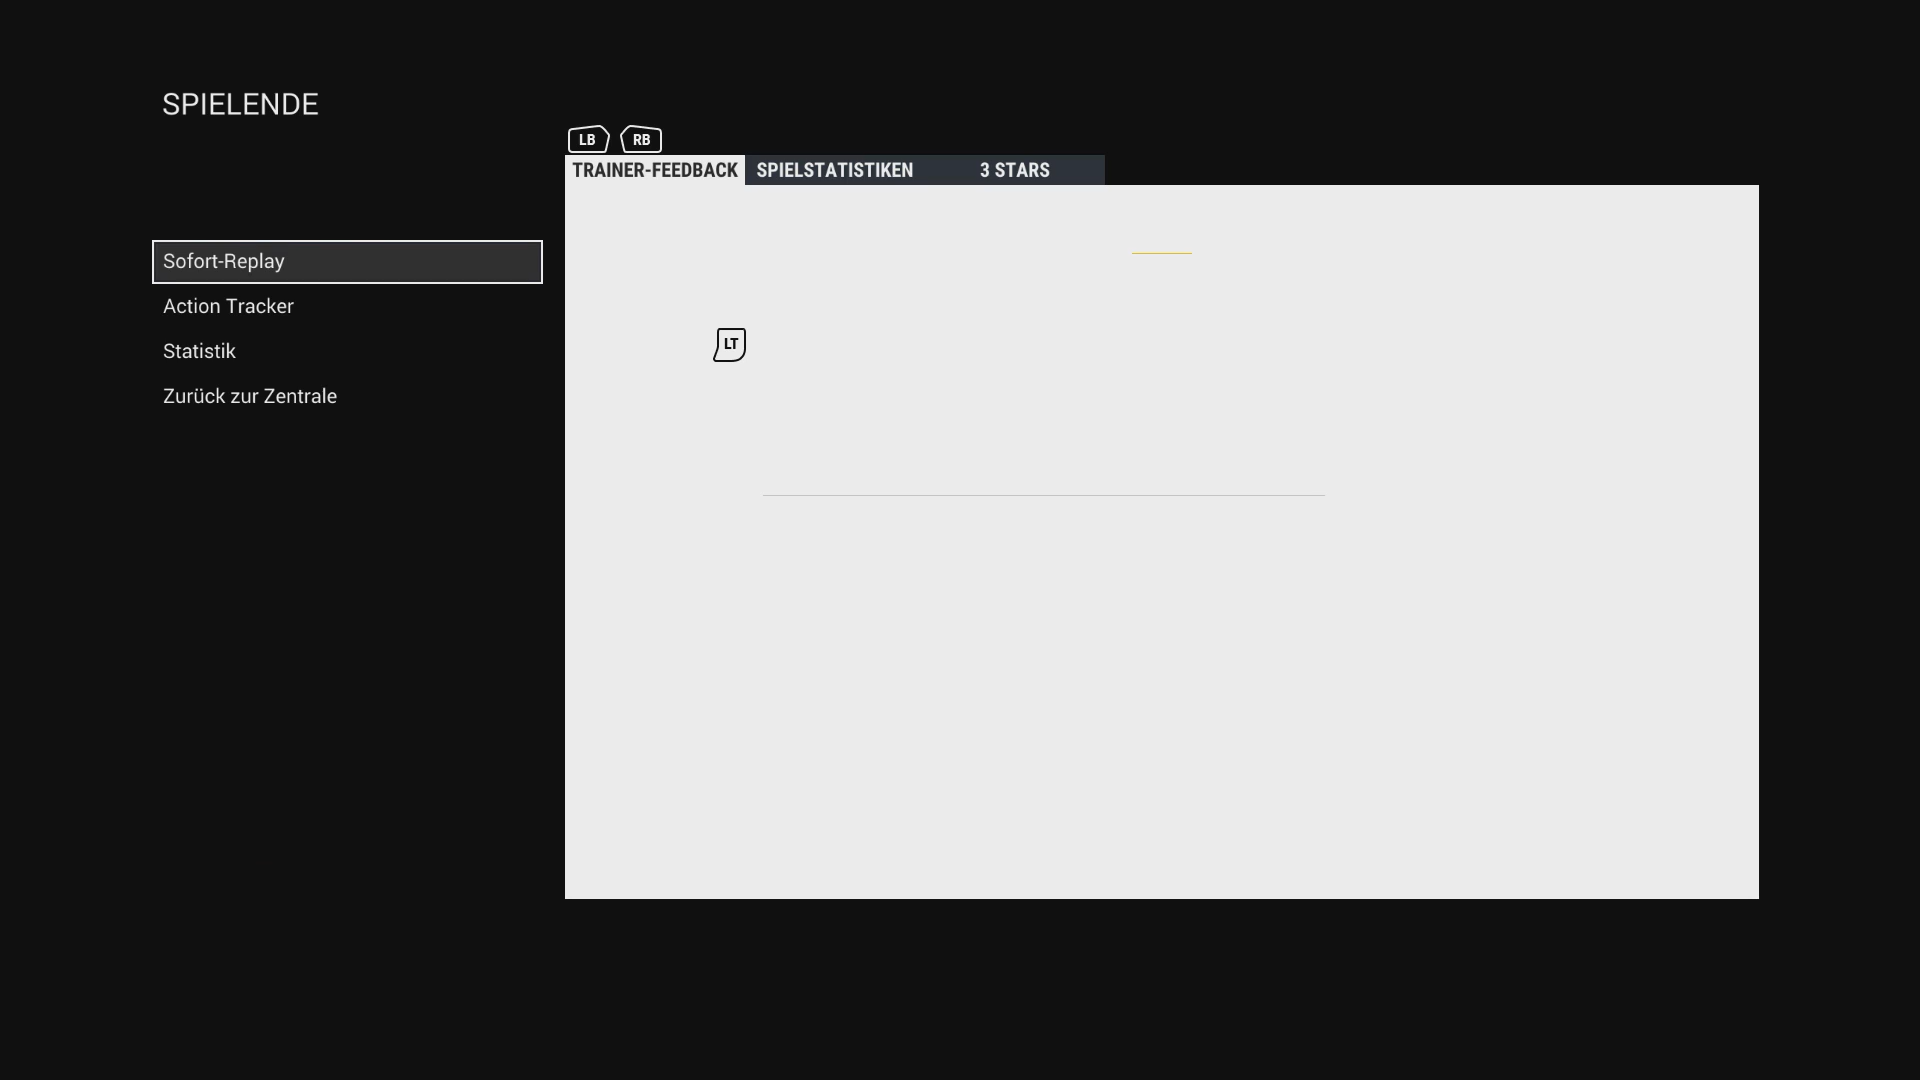 SPIELENDE
LB RB
TRAINER-FEEDBACK SPIELSTATISTIKEN 3 STARS
Sofort-Replay
Action Tracker
LT
Statistik
Zurück zur Zentrale